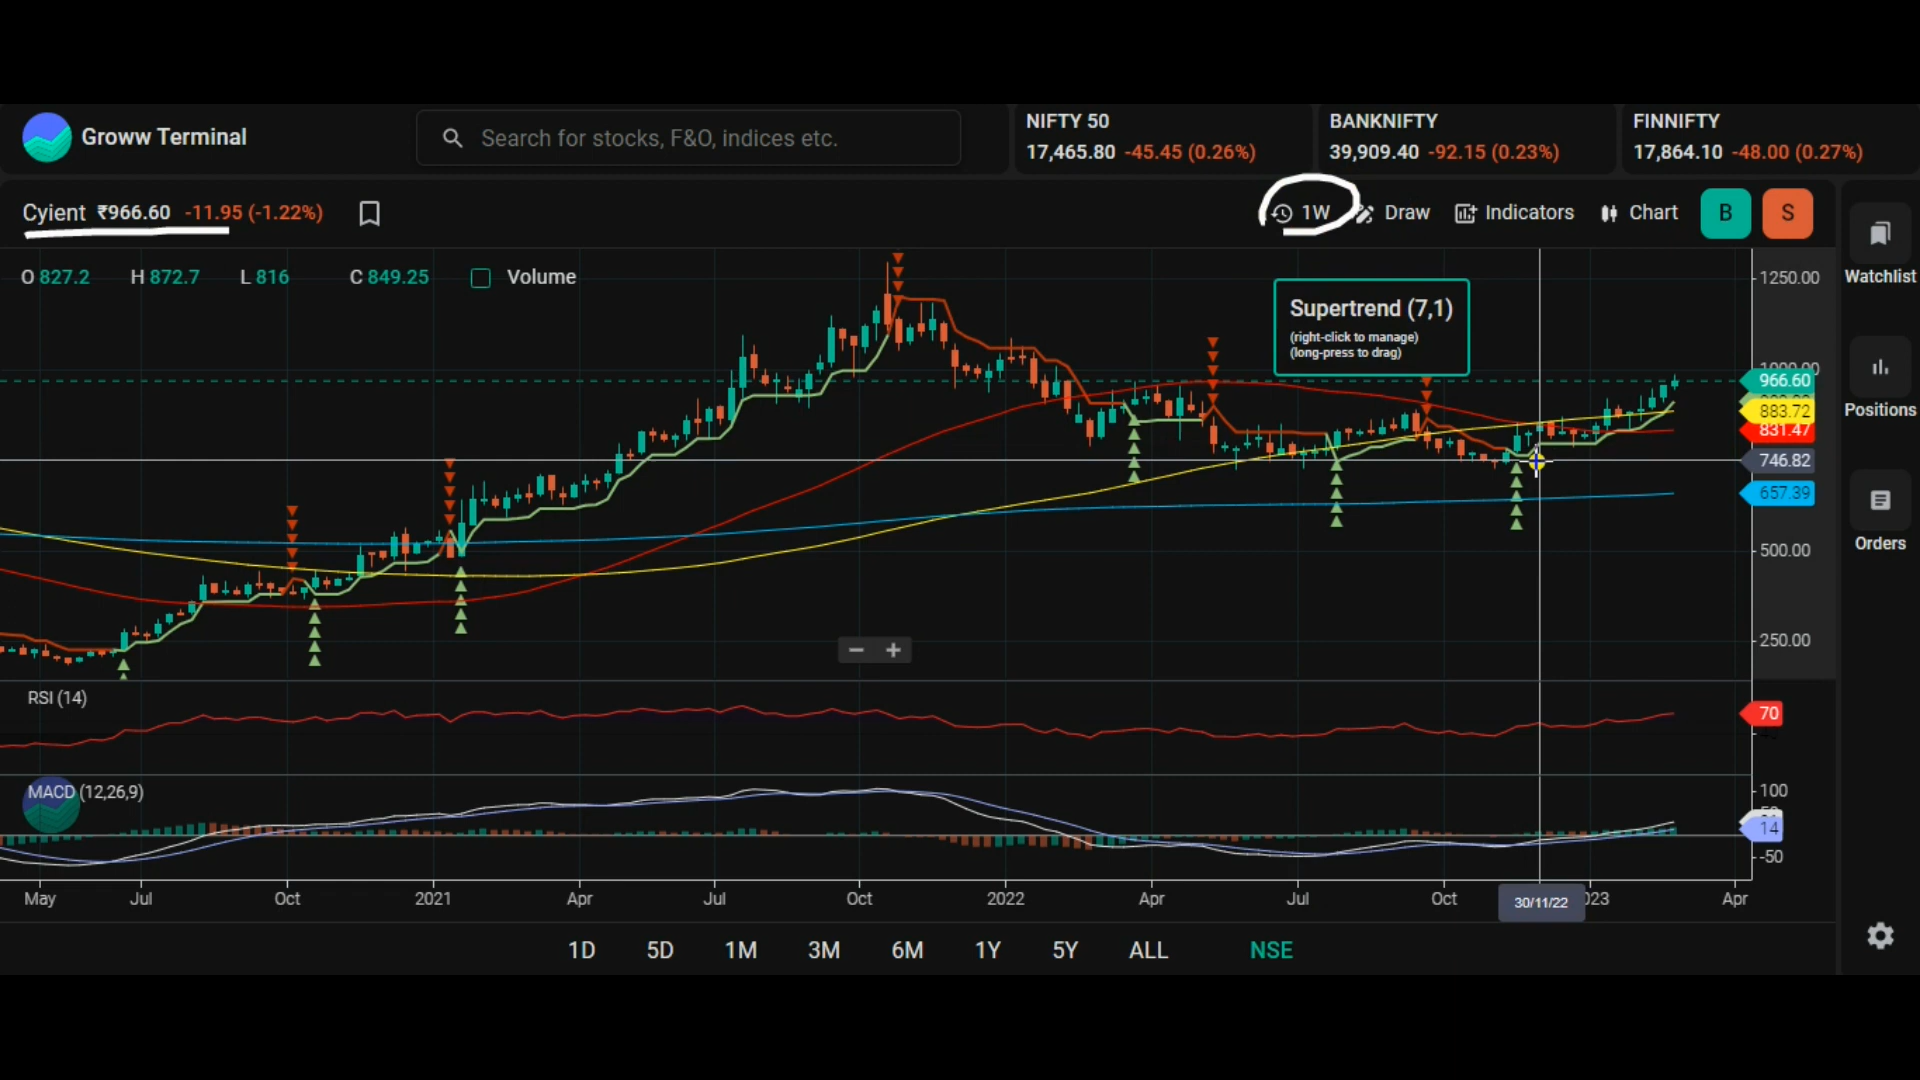 Groww Terminal
Search for stocks, F&O, indices etc.
NIFTY 50
17,465.80 -45.45 (0.26%)
BANKNIFTY
39,909.40 -92.15 (0.23%)
FINNIFTY
17,864.10 -48.00 (0.27%)
Cyient ₹966.60 -11.95 (-1.22%)
1W
Draw
Indicators
Chart
B
S
O 827.2 H 872.7 L 816 C 849.25
Volume
Supertrend (7,1)
(right-click to manage)
(long-press to drag)
1250.00
966.60
883.72
831.47
746.82
657.39
500.00
250.00
Watchlist
Positions
Orders
RSI (14)
70
MACD (12,26,9)
100
14
-50
May Jul Oct 2021 Apr Jul Oct 2022 Apr Jul Oct 30/11/22 023 Apr
1D 5D 1M 3M 6M 1Y 5Y ALL NSE